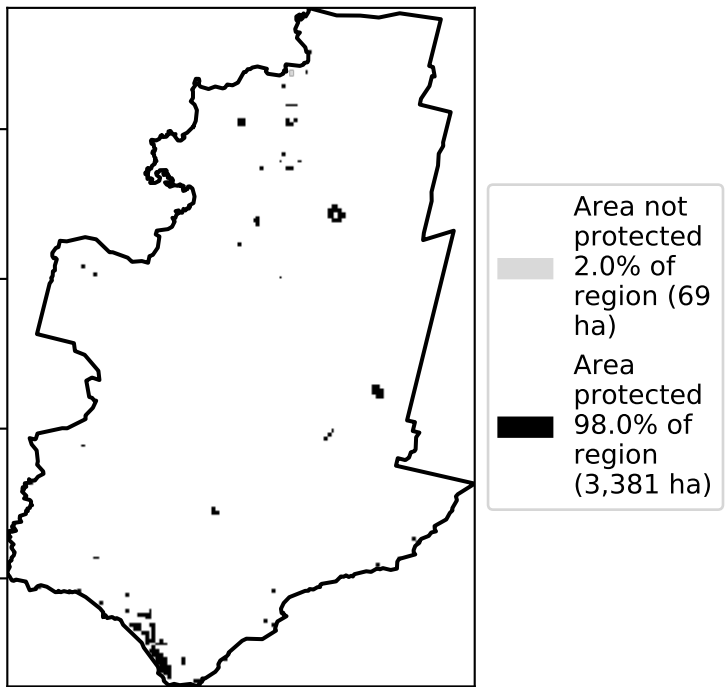 Area not
protected
2.0% of
region (69
ha)
Area
protected
98.0% of
region
(3,381 ha)